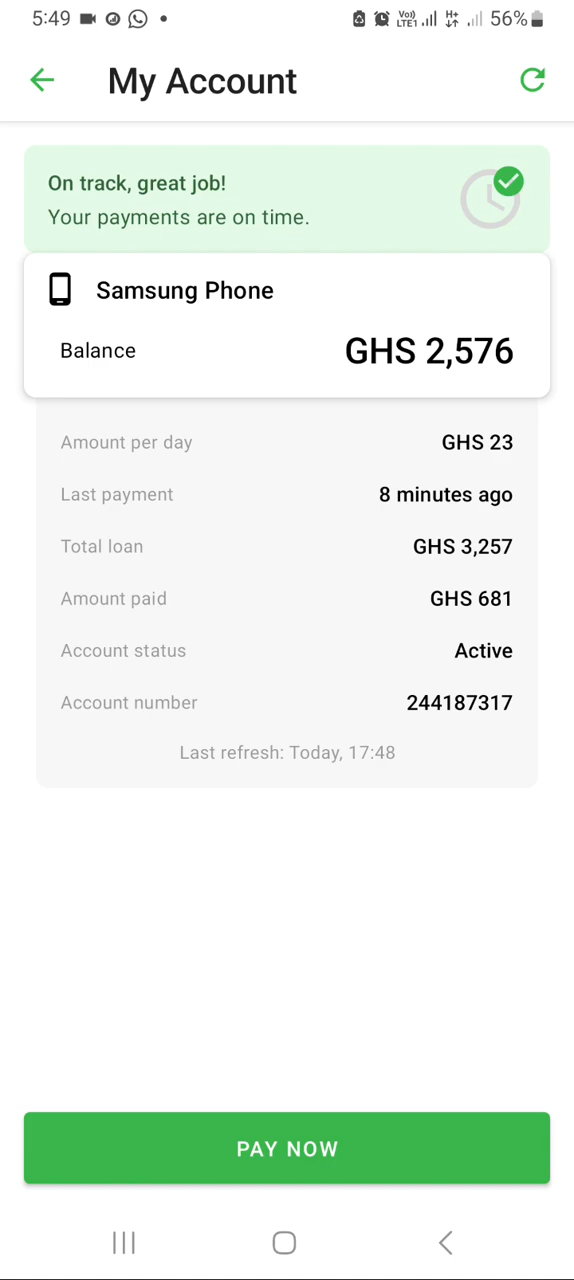 5:49 56%
My Account
On track, great job!
Your payments are on time.
Samsung Phone
Balance GHS 2,576
Amount per day GHS 23
Last payment 8 minutes ago
Total loan GHS 3,257
Amount paid GHS 681
Account status Active
Account number 244187317
Last refresh: Today, 17:48
PAY NOW